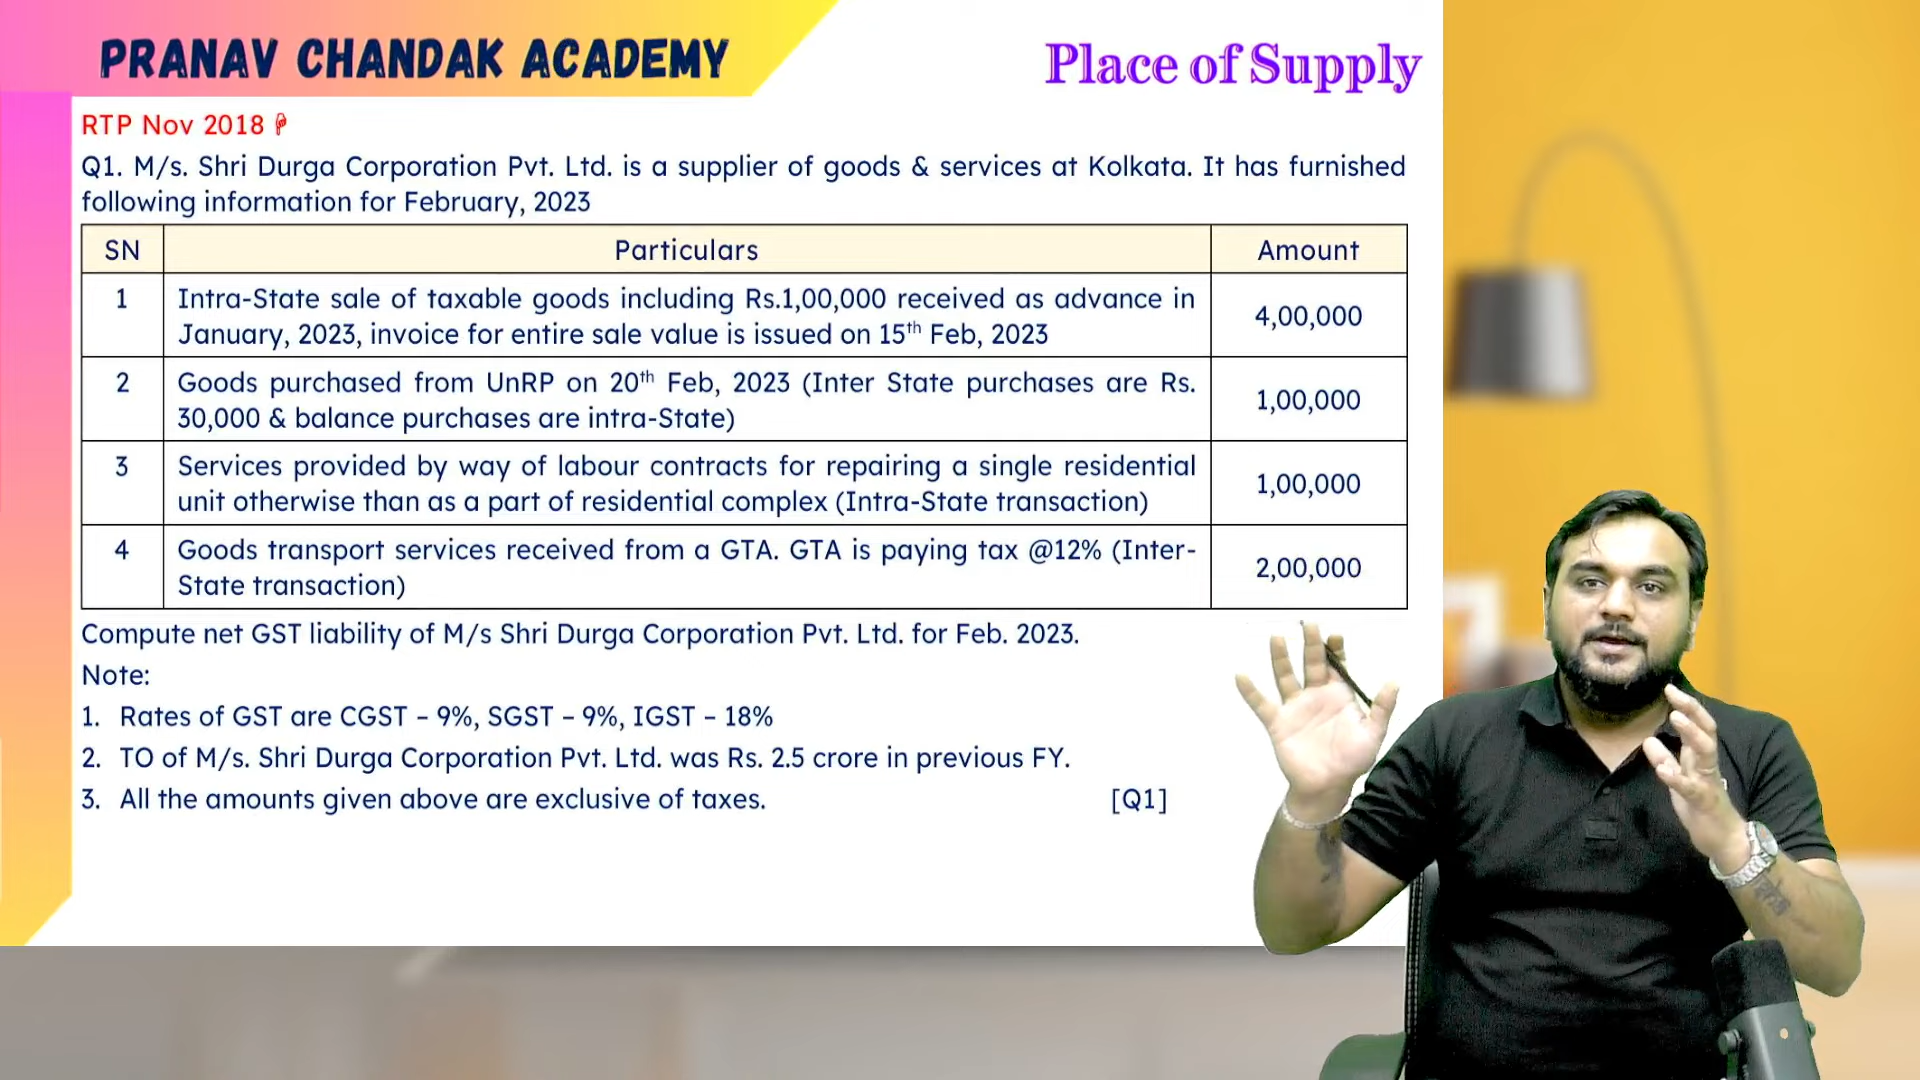 PRANAV CHANDAK ACADEMY
Place of Supply
RTP Nov 2018
Q1. M/s. Shri Durga Corporation Pvt. Ltd. is a supplier of goods & services at Kolkata. It has furnished
following information for February, 2023
SN Particulars Amount
1 Intra-State sale of taxable goods including Rs.1,00,000 received as advance in
January, 2023, invoice for entire sale value is issued on 15th Feb, 2023 4,00,000
2 Goods purchased from UnRP on 20th Feb, 2023 (Inter State purchases are Rs.
30,000 & balance purchases are intra-State) 1,00,000
3 Services provided by way of labour contracts for repairing a single residential
unit otherwise than as a part of residential complex (Intra-State transaction) 1,00,000
4 Goods transport services received from a GTA. GTA is paying tax @12% (Inter-
State transaction) 2,00,000
Compute net GST liability of M/s Shri Durga Corporation Pvt. Ltd. for Feb. 2023.
Note:
1. Rates of GST are CGST – 9%, SGST – 9%, IGST – 18%
2. TO of M/s. Shri Durga Corporation Pvt. Ltd. was Rs. 2.5 crore in previous FY.
3. All the amounts given above are exclusive of taxes. [Q1]